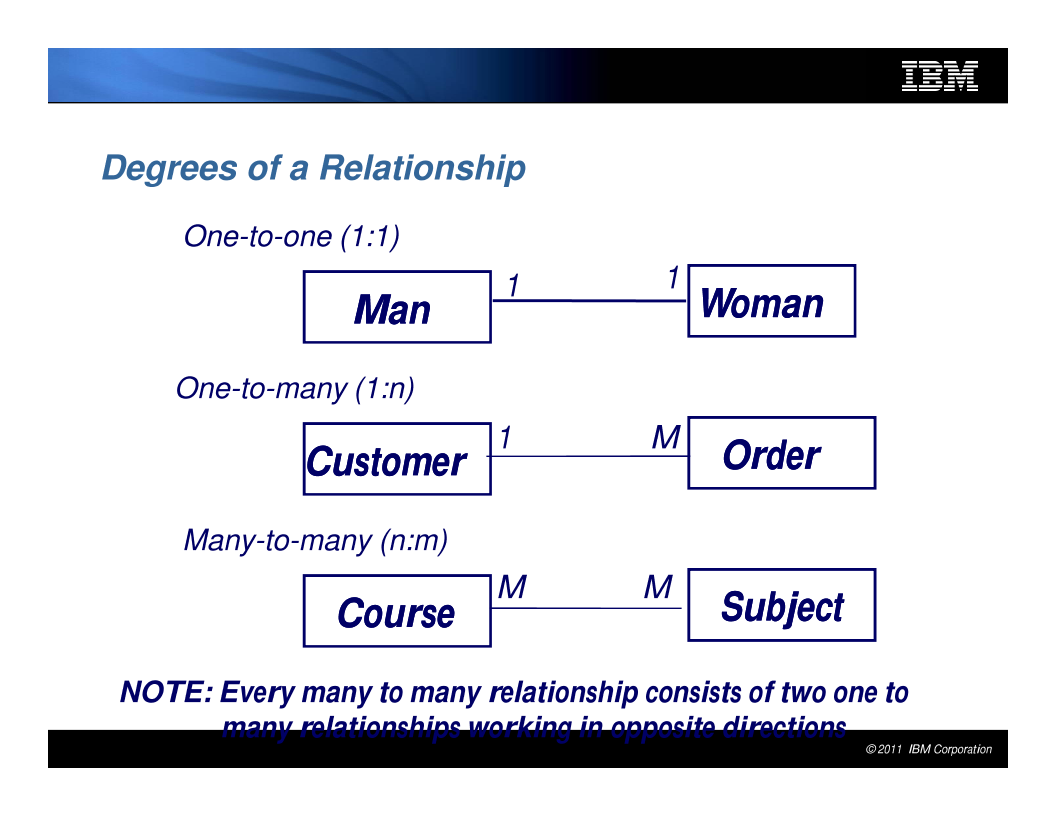 IBM
Degrees of a Relationship
One-to-one (1:1)
Man 1 1 Woman
One-to-many (1:n)
Customer 1 M Order
Many-to-many (n:m)
Course M M Subject
NOTE: Every many to many relationship consists of two one to
many relationships working in opposite directions
© 2011 IBM Corporation